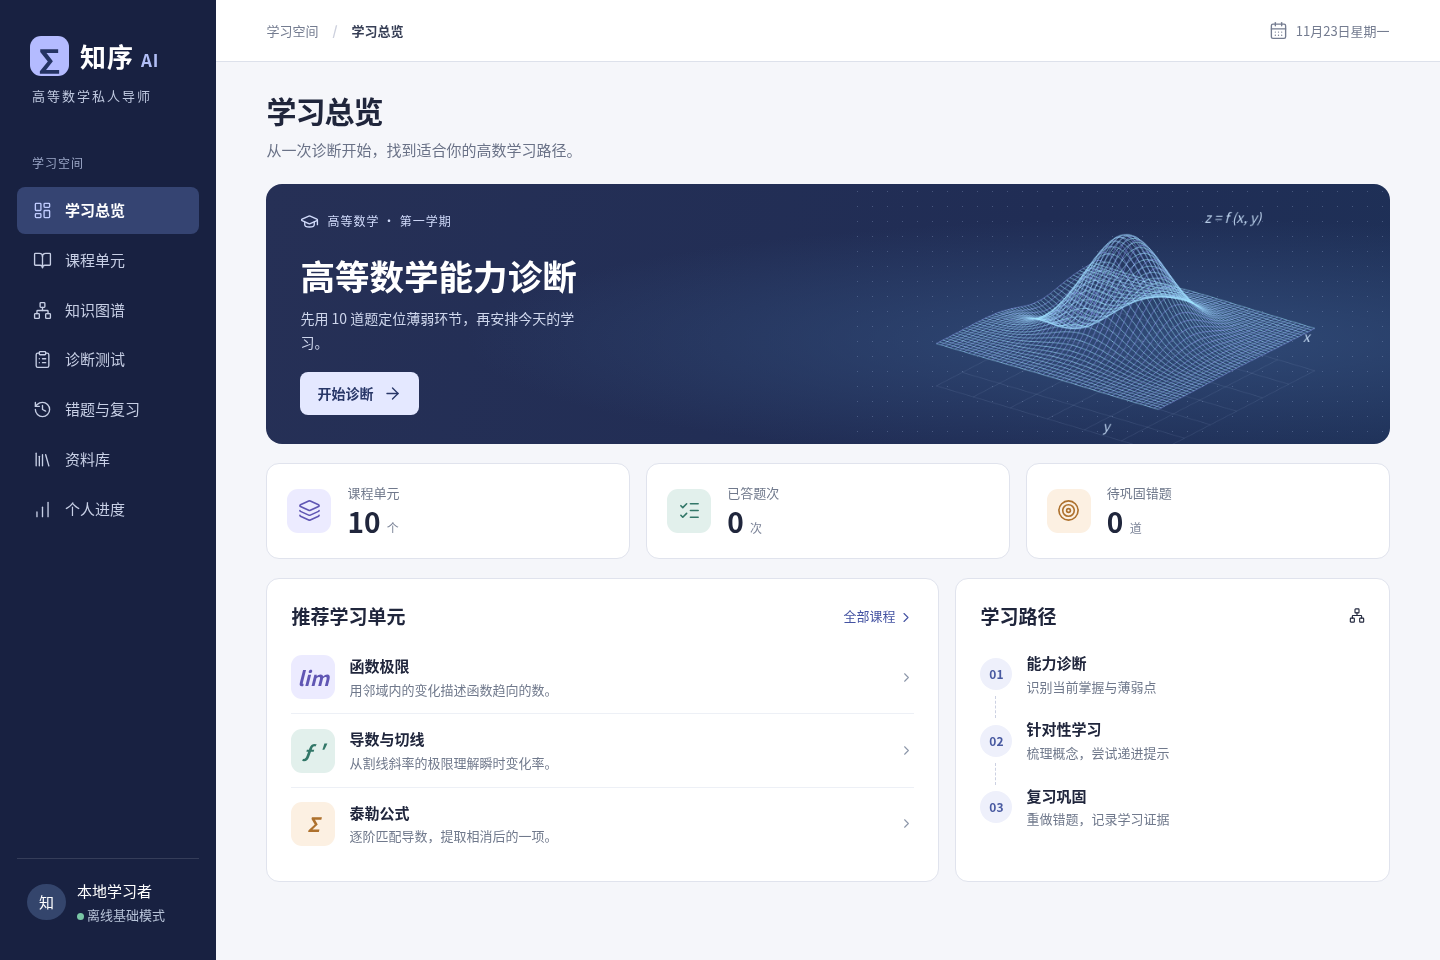 Σ 知序 AI
高等数学私人导师
学习空间
学习总览
课程单元
知识图谱
诊断测试
错题与复习
资料库
个人进度
知
本地学习者
离线基础模式
学习空间 / 学习总览
11月23日星期一
学习总览
从一次诊断开始，找到适合你的高数学习路径。
高等数学 · 第一学期
高等数学能力诊断
先用 10 道题定位薄弱环节，再安排今天的学
习。
开始诊断
z = f (x, y)
x
y
课程单元
10 个
已答题次
0 次
待巩固错题
0 道
推荐学习单元
全部课程
lim
函数极限
用邻域内的变化描述函数趋向的数。
f ′
导数与切线
从割线斜率的极限理解瞬时变化率。
Σ
泰勒公式
逐阶匹配导数，提取相消后的一项。
学习路径
01
能力诊断
识别当前掌握与薄弱点
02
针对性学习
梳理概念，尝试递进提示
03
复习巩固
重做错题，记录学习证据